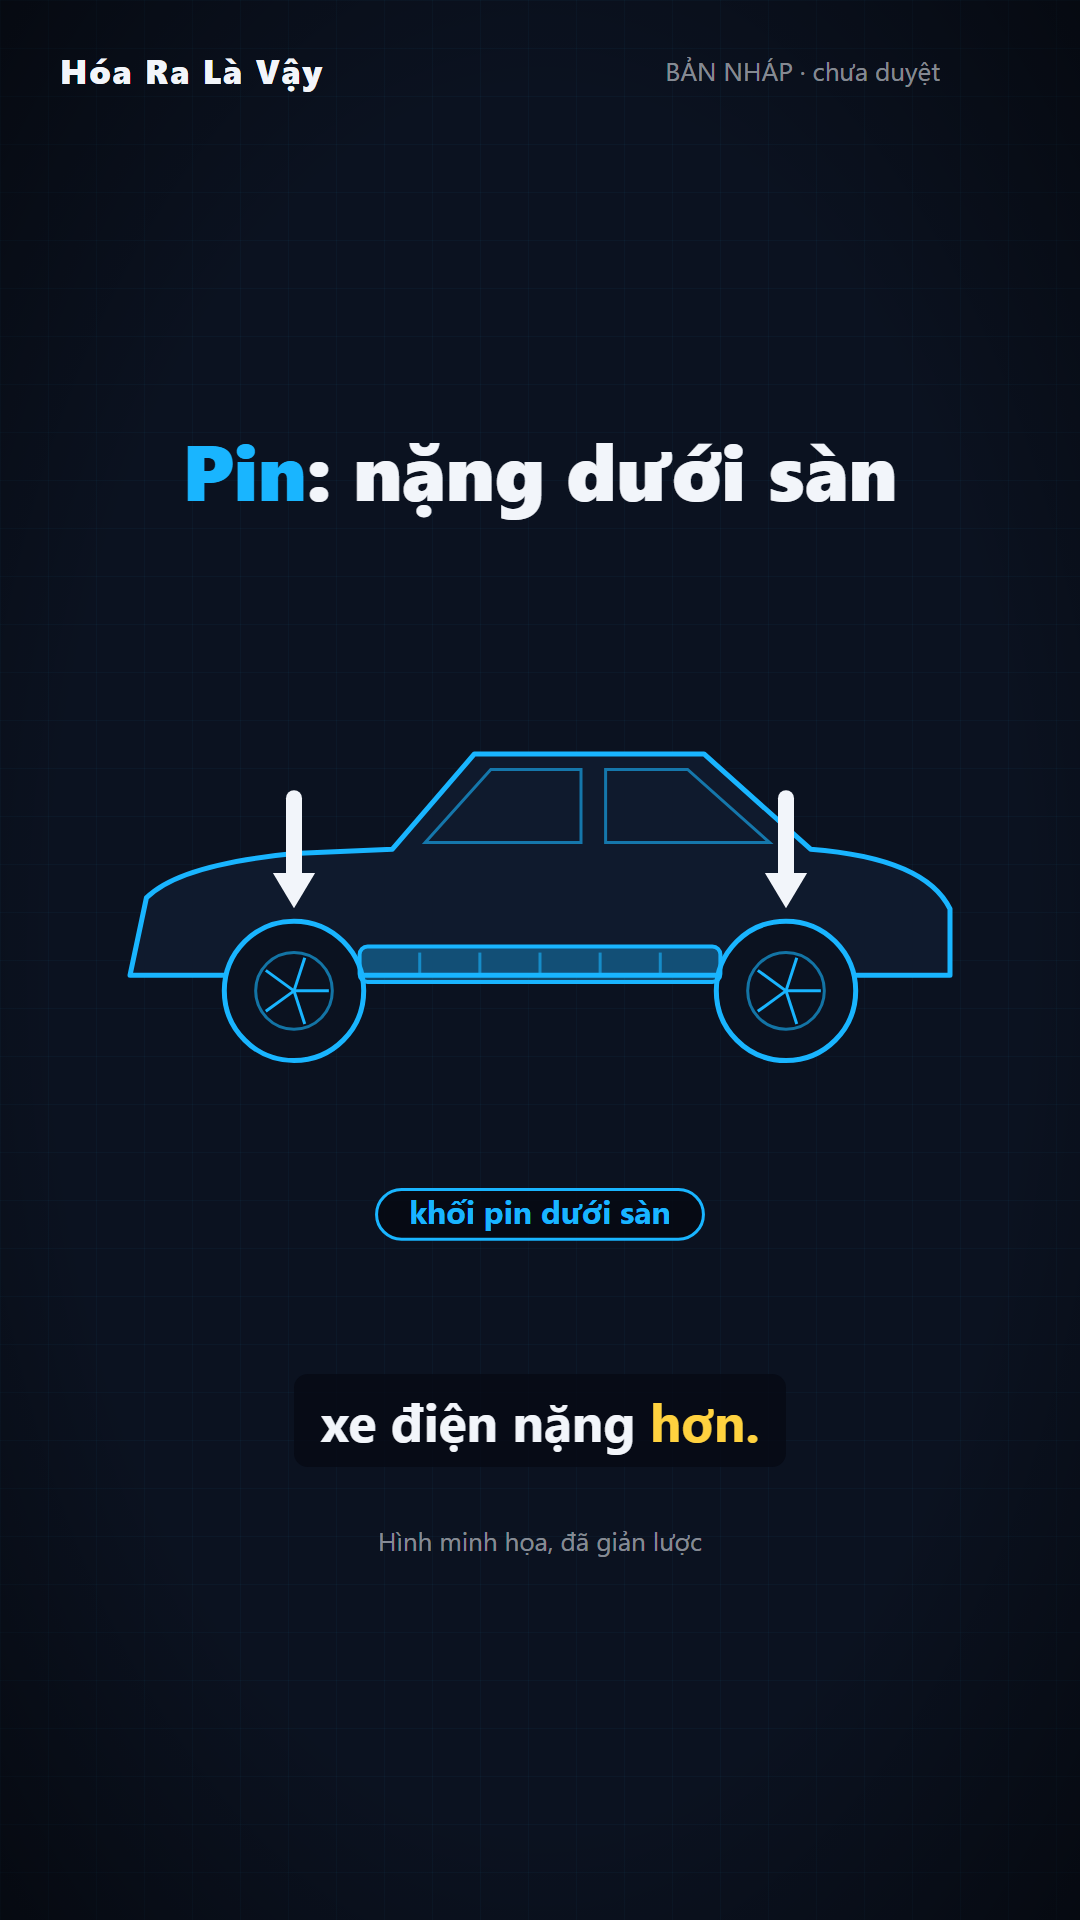 Hóa Ra Là Vậy
BẢN NHÁP · chưa duyệt
Pin: nặng dưới sàn
khối pin dưới sàn
xe điện nặng hơn.
Hình minh họa, đã giản lược